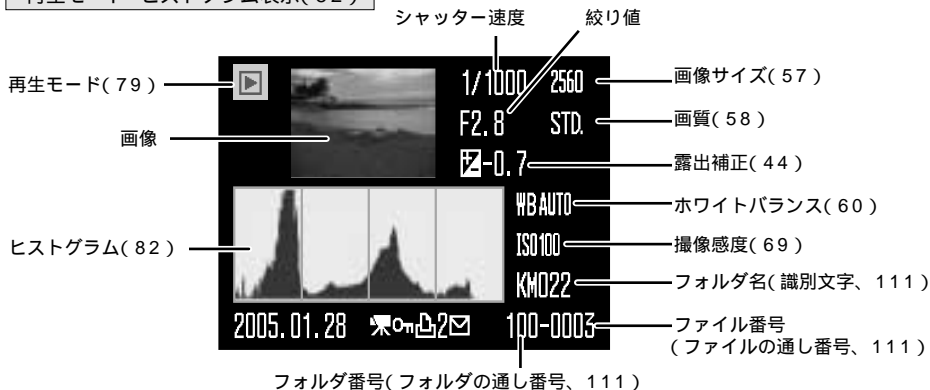 再生モード ヒストグラム表示(82)
シャッター速度
絞り値
再生モード(79)
画像
ヒストグラム(82)
1/1000 2560
F2.8 STD.
-0.7
WB AUTO
ISO100
KM022
2005.01.28 2 100-0003
画像サイズ(57)
画質(58)
露出補正(44)
ホワイトバランス(60)
撮像感度(69)
フォルダ名(識別文字、111)
ファイル番号
(ファイルの通し番号、111)
フォルダ番号(フォルダの通し番号、111)